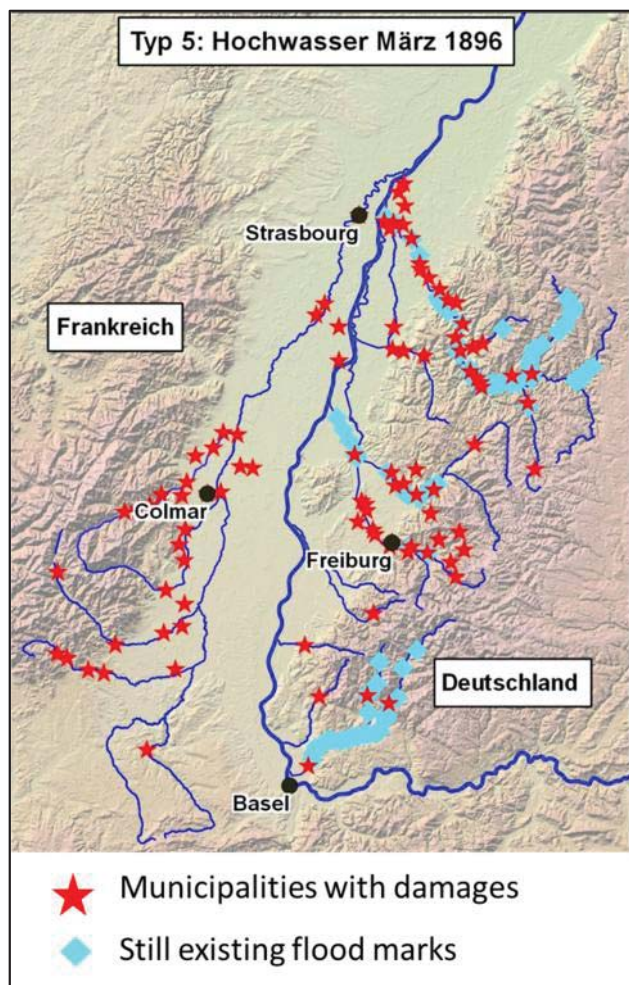 Typ 5: Hochwasser März 1896
Strasbourg
Frankreich
Colmar
Freiburg
Deutschland
Basel
Municipalities with damages
Still existing flood marks